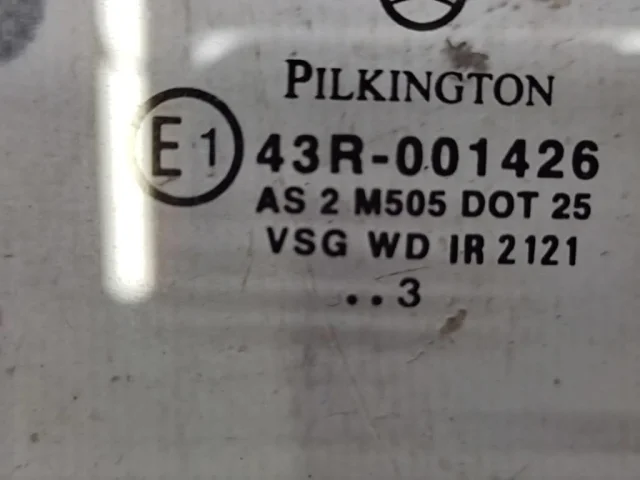 PILKINGTON
E1 43R-001426
AS 2 M505 DOT 25
VSG WD IR 2121
..3